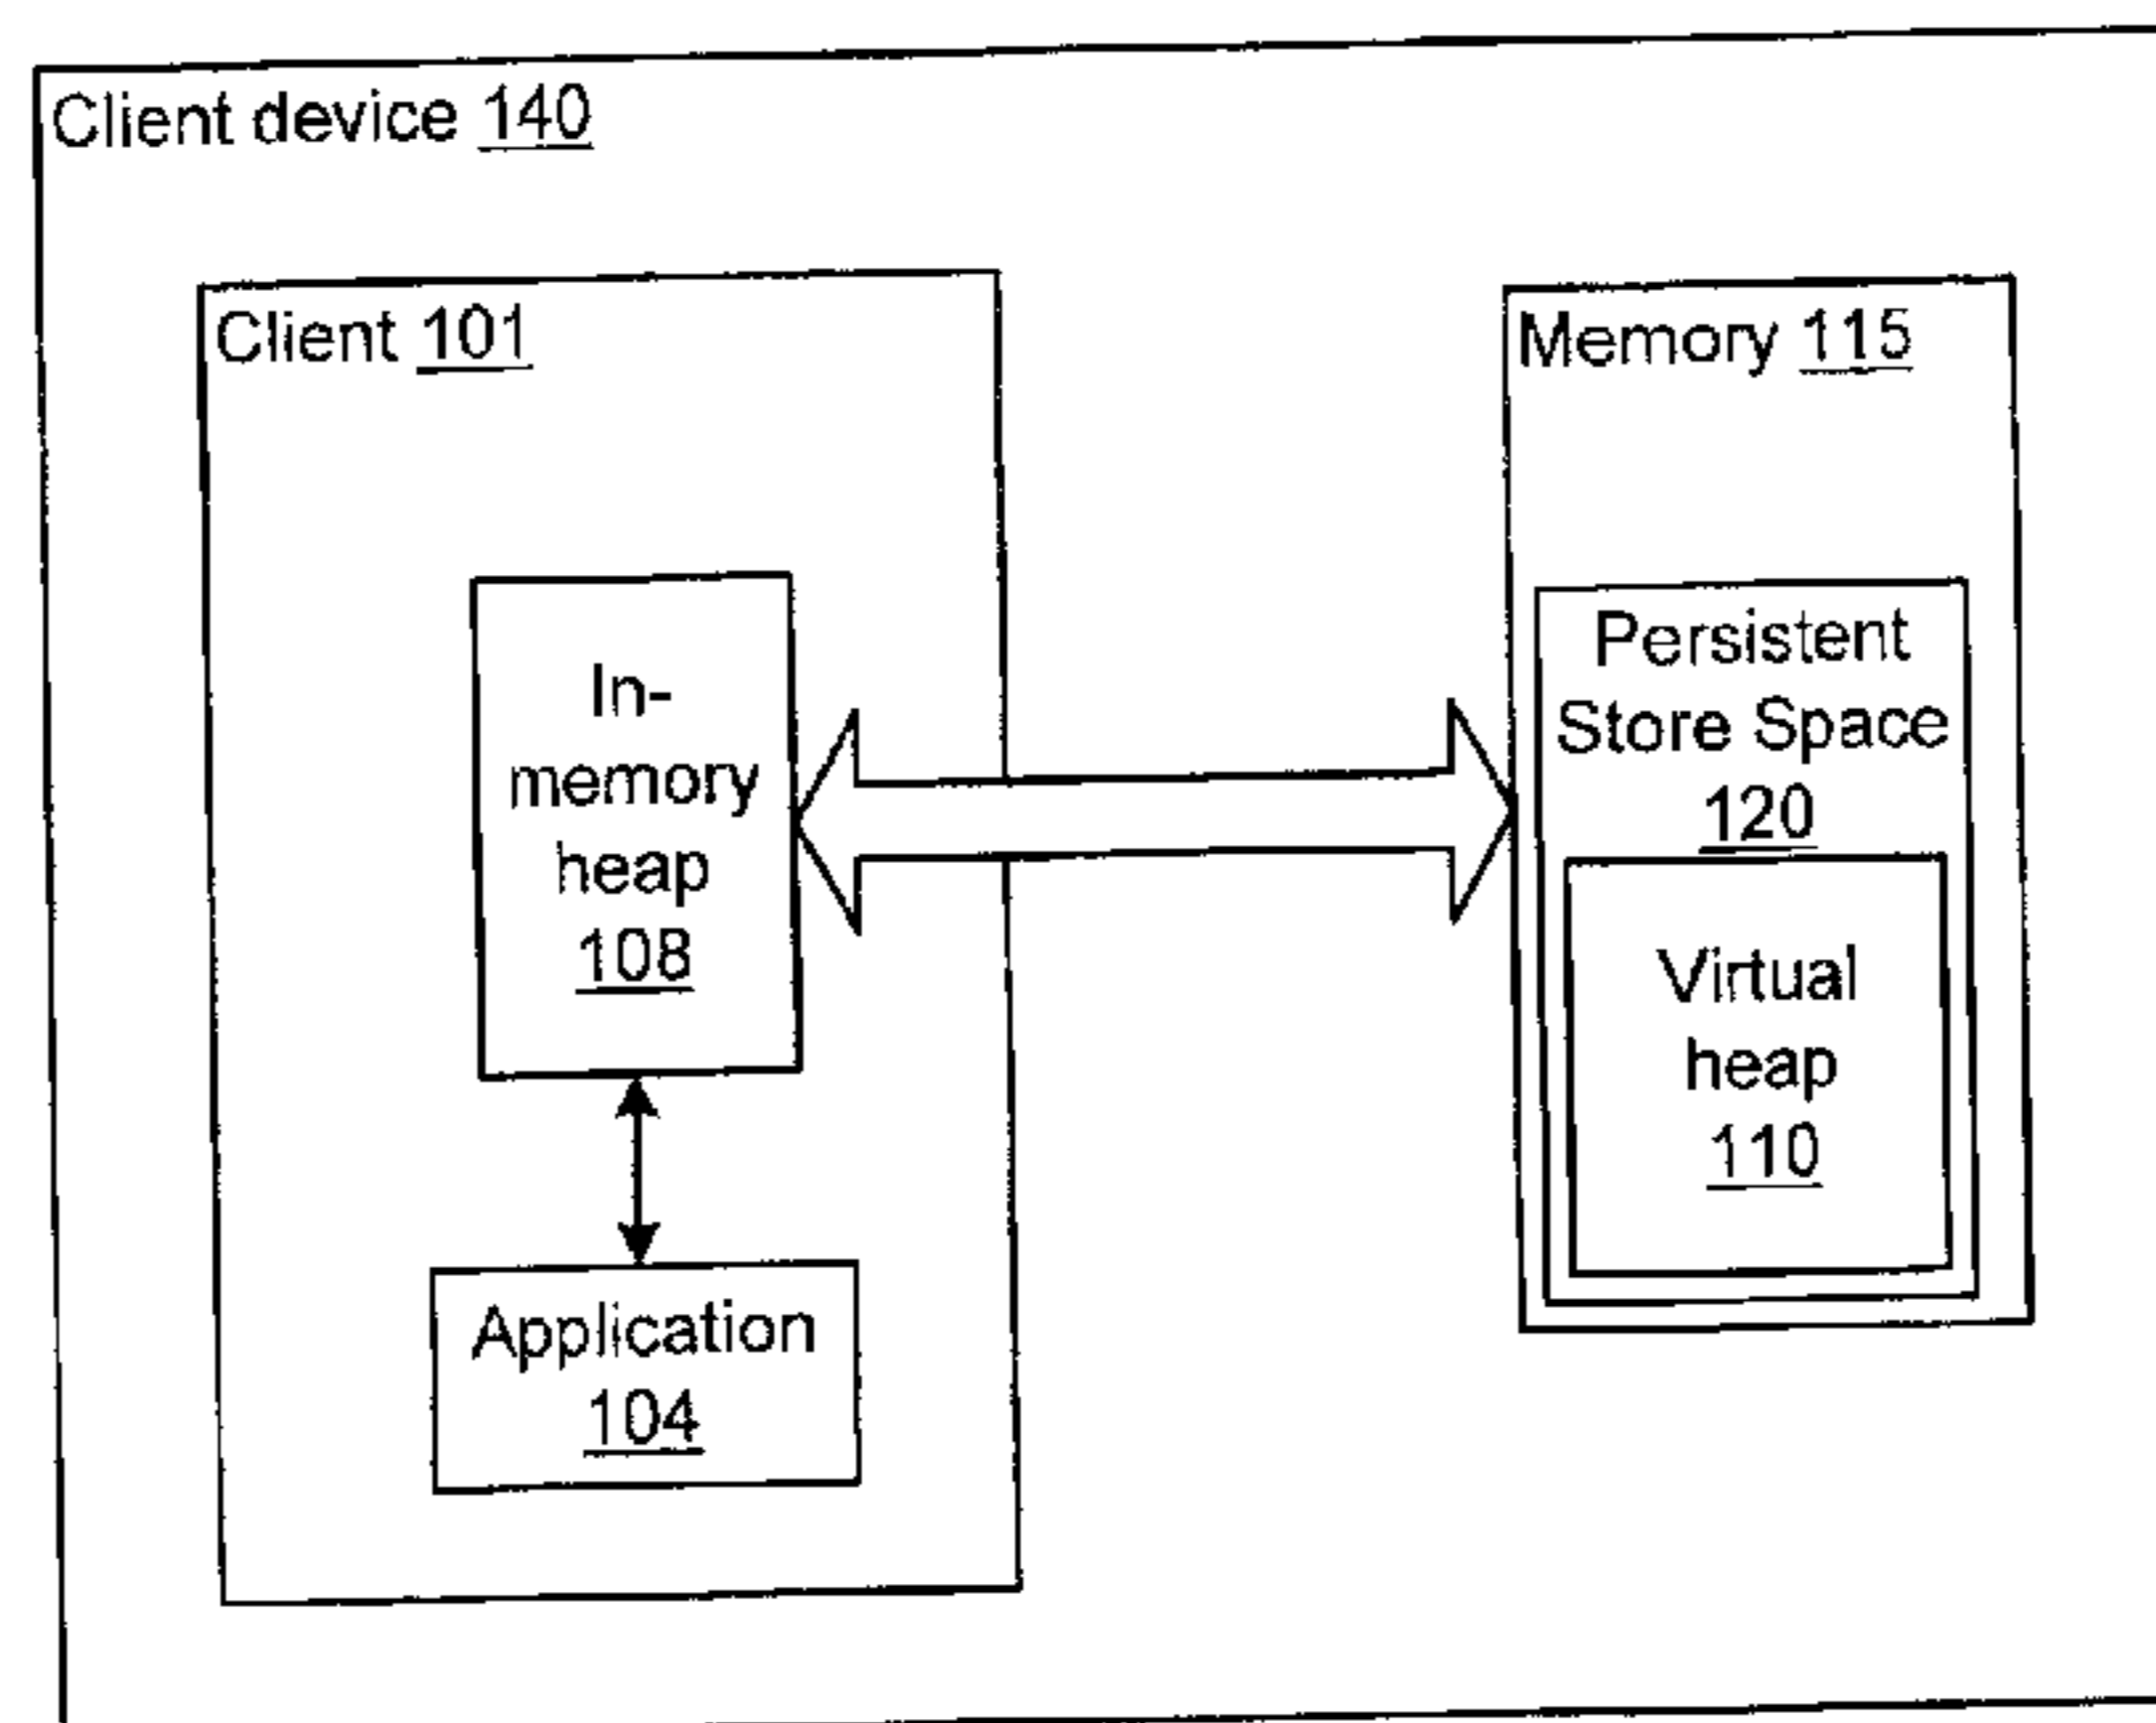 Client device 140
Client 101
In-
memory
heap
108
Application
104
Memory 115
Persistent
Store Space
120
Virtual
heap
110